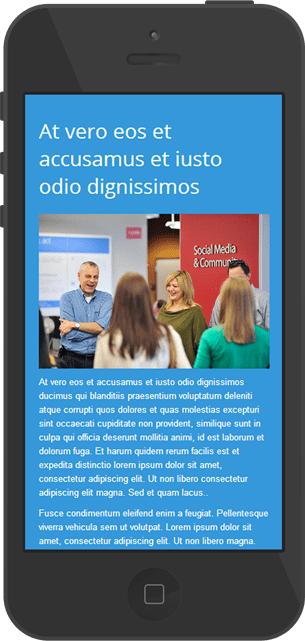 At vero eos et
accusamus et iusto
odio dignissimos
Social Media
& Community
At vero eos et accusamus et iusto odio dignissimos
ducimus qui blanditiis praesentium voluptatum deleniti
atque corrupti quos dolores et quas molestias excepturi
sint occaecati cupiditate non provident, similique sunt in
culpa qui officia deserunt mollitia animi, id est laborum et
dolorum fuga. Et harum quidem rerum facilis est et
expedita distinctio lorem ipsum dolor sit amet,
consectetur adipiscing elit. Ut non libero consectetur
adipiscing elit magna. Sed et quam lacus..
Fusce condimentum eleifend enim a feugiat. Pellentesque
viverra vehicula sem ut volutpat. Lorem ipsum dolor sit
amet, consectetur adipiscing elit. Ut non libero magna.